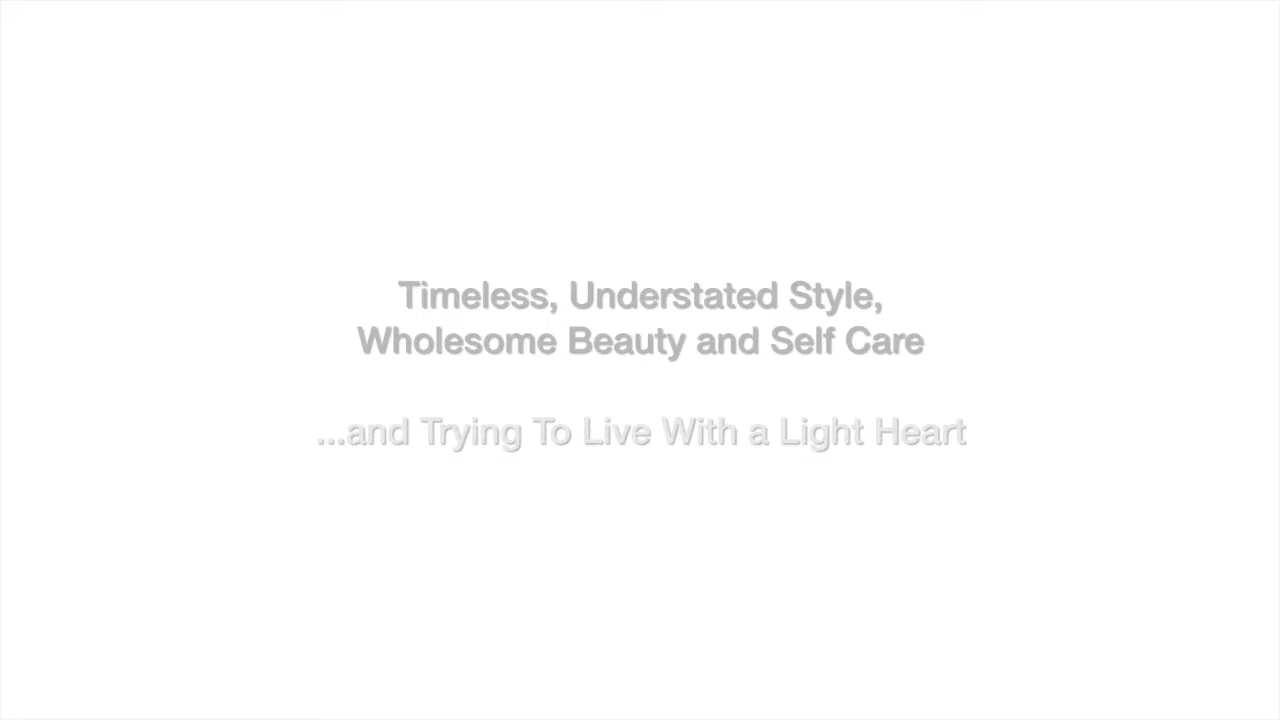 Timeless, Understated Style,
Wholesome Beauty and Self Care
...and Trying To Live With a Light Heart